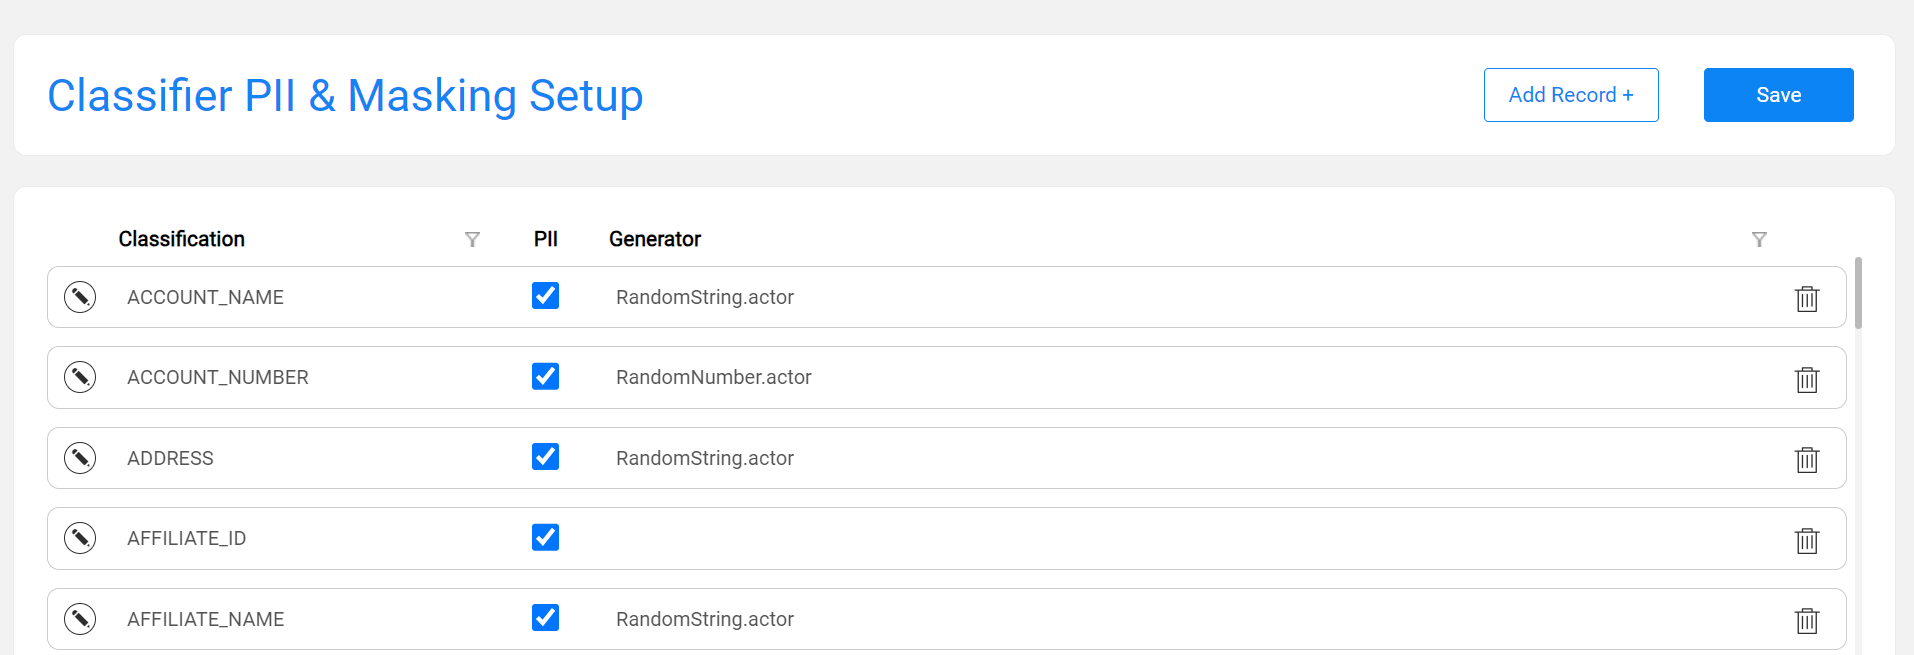 Classifier PII & Masking Setup
Add Record +
Save
Classification PII Generator
ACCOUNT_NAME RandomString.actor
ACCOUNT_NUMBER RandomNumber.actor
ADDRESS RandomString.actor
AFFILIATE_ID
AFFILIATE_NAME RandomString.actor